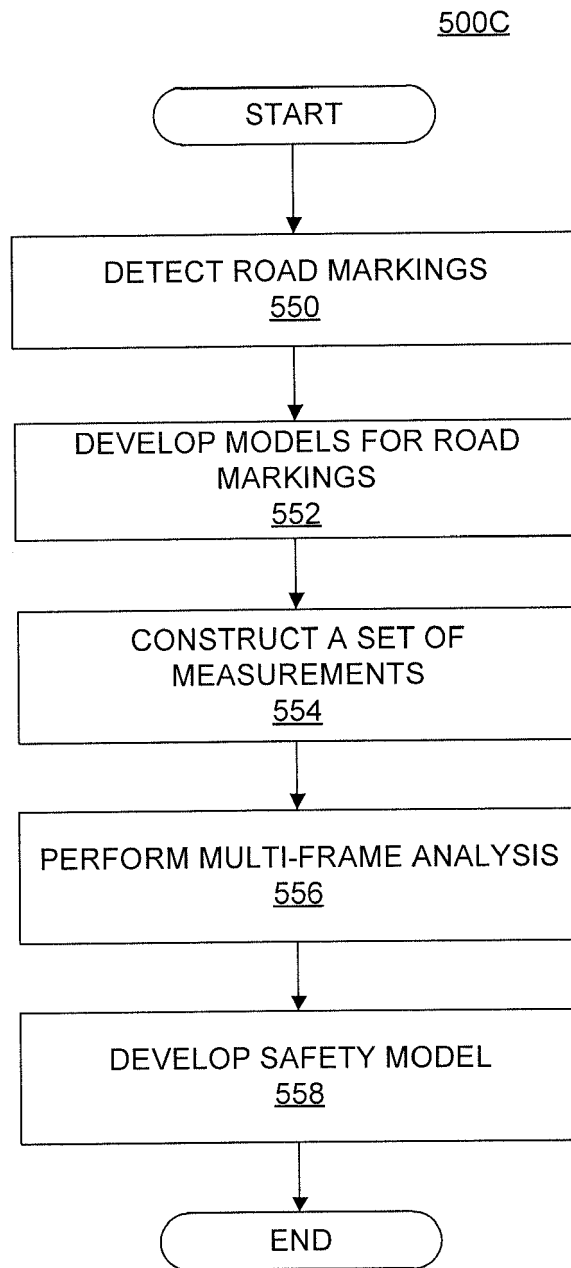 500C
START
DETECT ROAD MARKINGS
550
DEVELOP MODELS FOR ROAD
MARKINGS
552
CONSTRUCT A SET OF
MEASUREMENTS
554
PERFORM MULTI-FRAME ANALYSIS
556
DEVELOP SAFETY MODEL
558
END